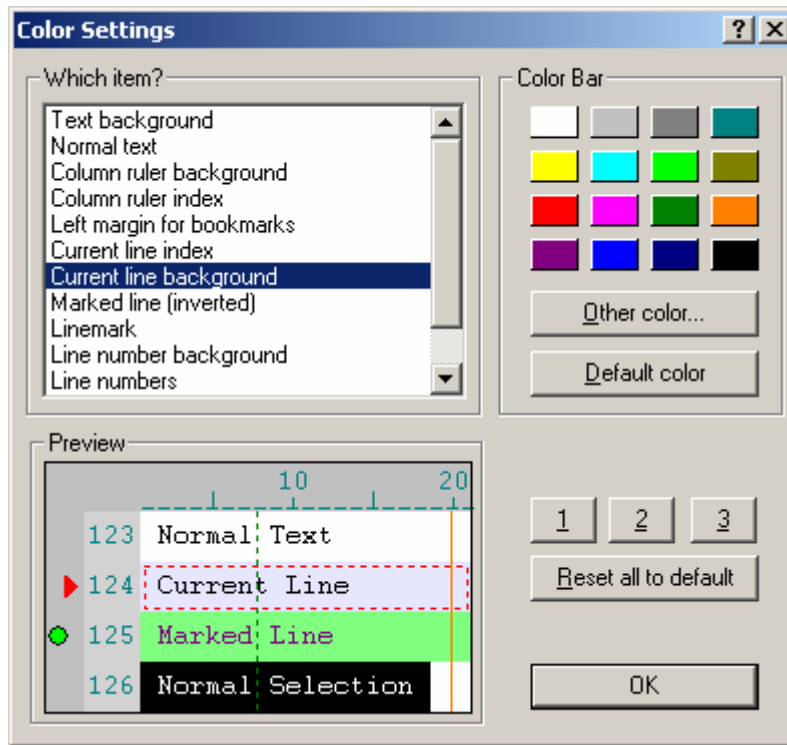 Color Settings
Which item?
Text background
Normal text
Column ruler background
Column ruler index
Left margin for bookmarks
Current line index
Current line background
Marked line (inverted)
Linemark
Line number background
Line numbers
Color Bar
Other color...
Default color
Preview
10 20
123 Normal Text
124 Current Line
125 Marked Line
126 Normal Selection
1 2 3
Reset all to default
OK